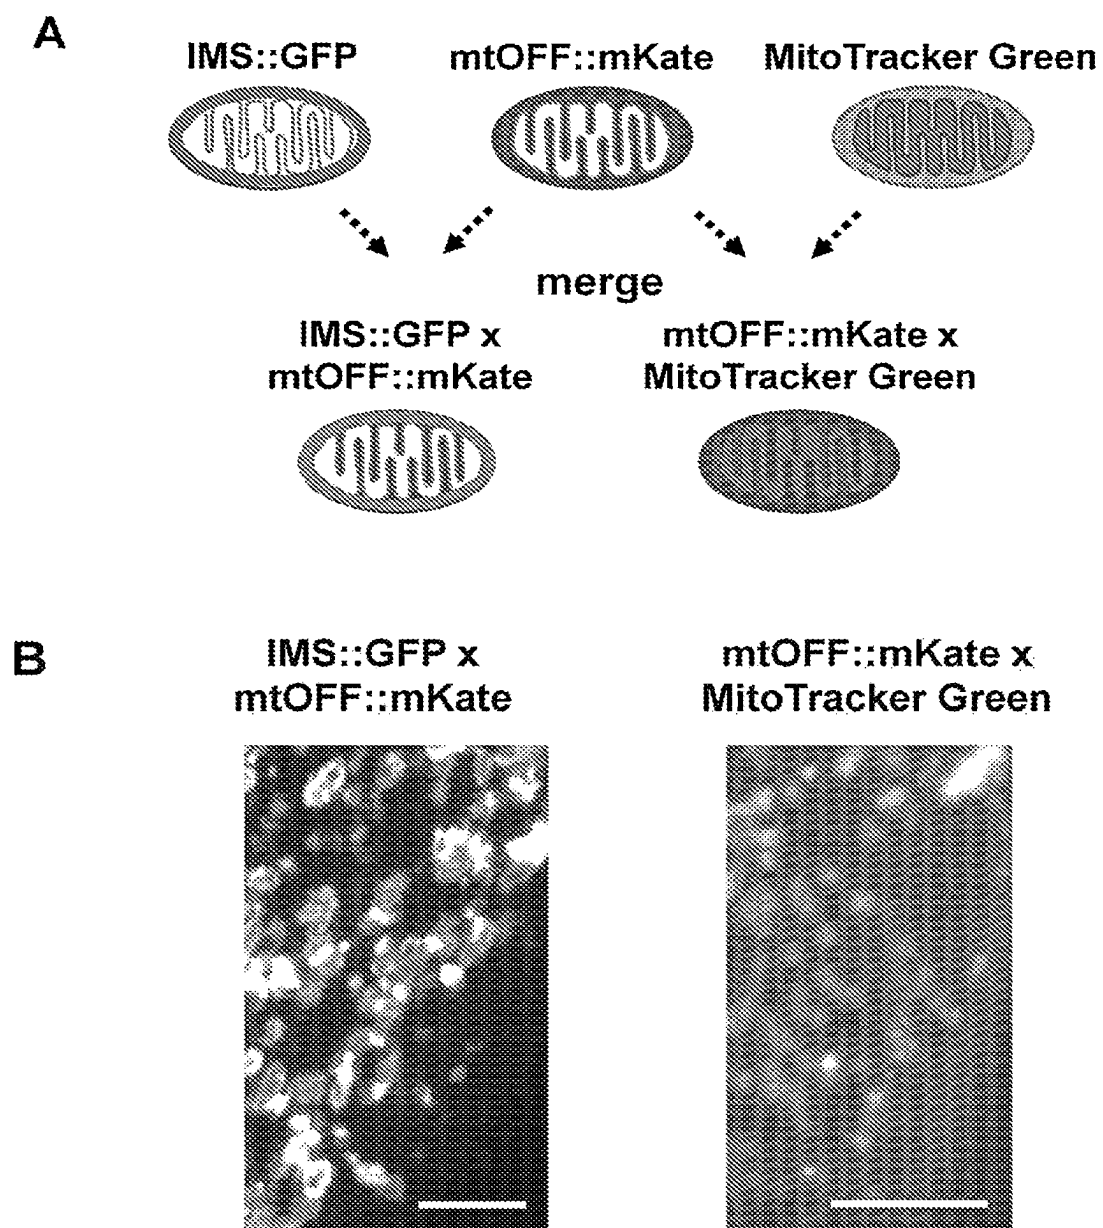 A
IMS::GFP
mtOFF::mKate
MitoTracker Green
merge
IMS::GFP x
mtOFF::mKate
mtOFF::mKate x
MitoTracker Green
B
IMS::GFP x
mtOFF::mKate
mtOFF::mKate x
MitoTracker Green